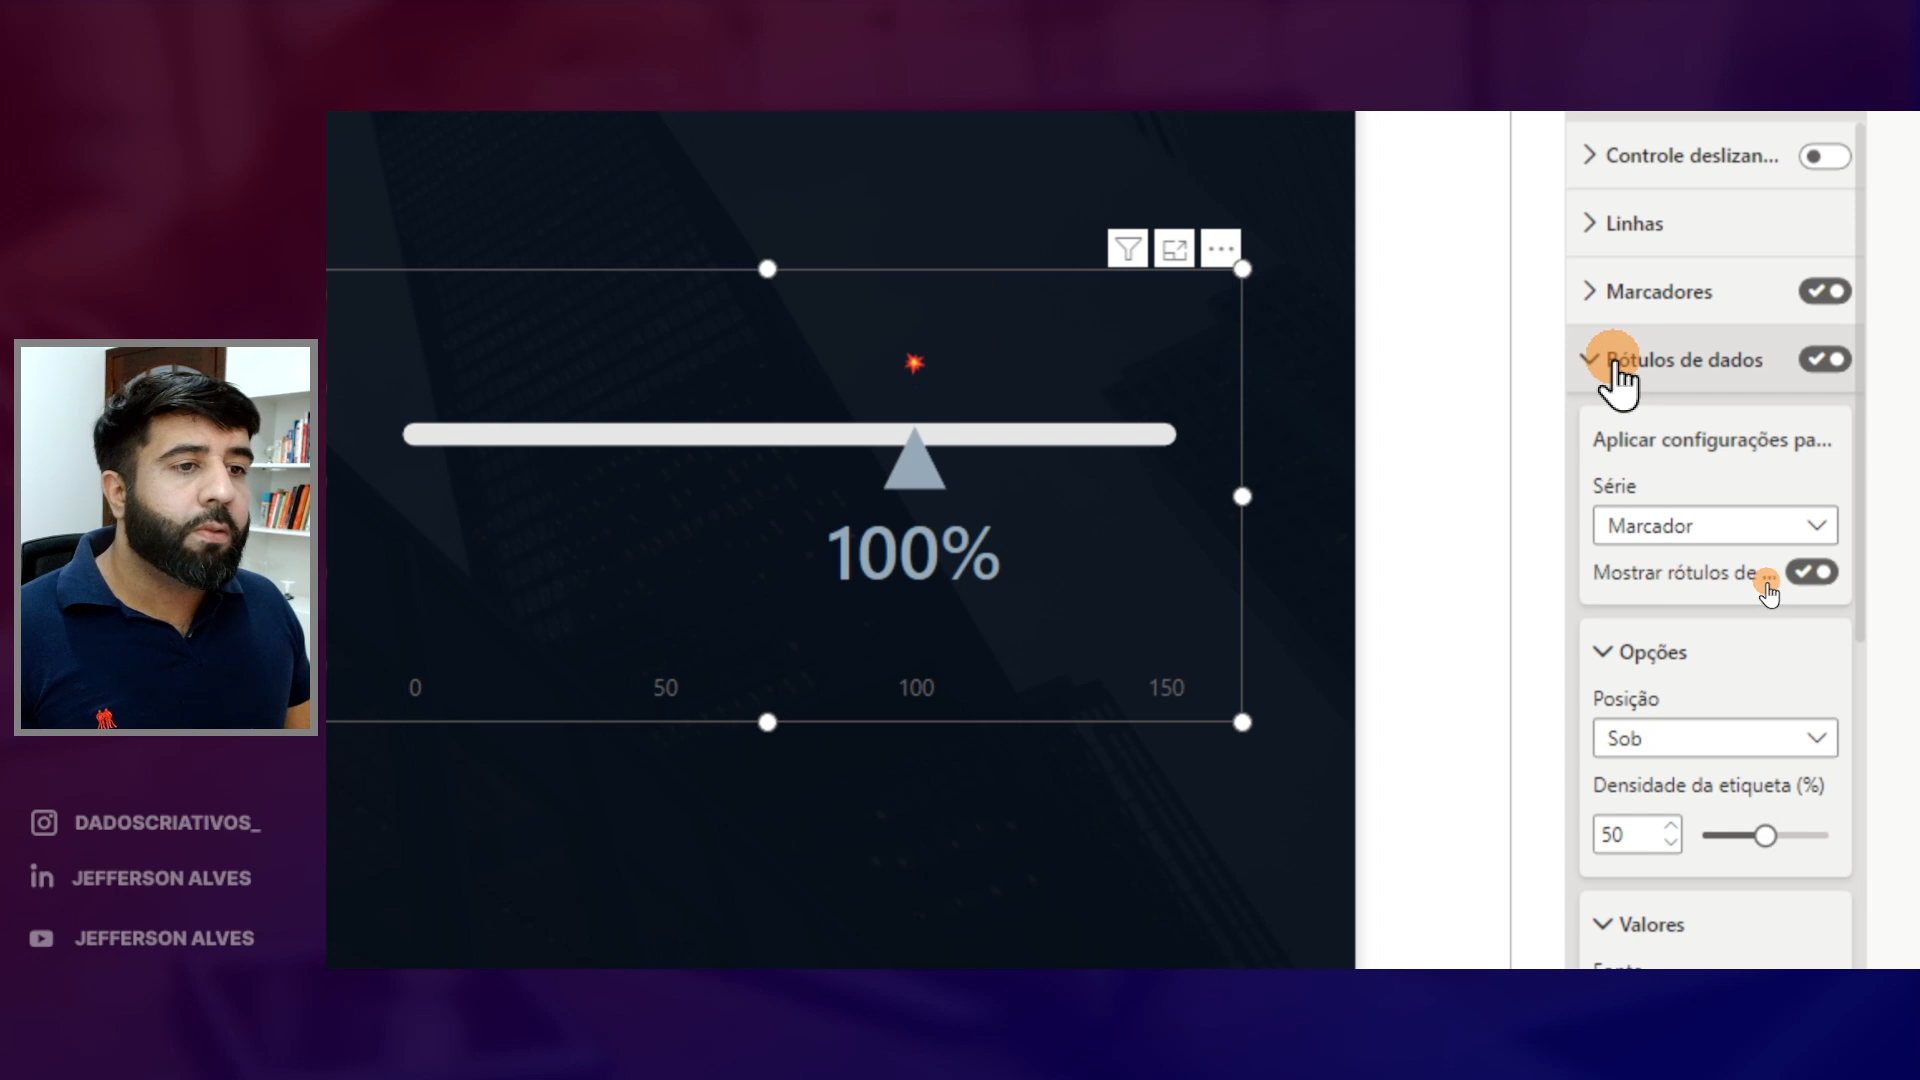 Controle deslizan...
Linhas
Marcadores
Rótulos de dados
Aplicar configurações pa...
Série
Marcador
Mostrar rótulos de ...
Opções
Posição
Sob
Densidade da etiqueta (%)
50
Valores
100%
0 50 100 150
DADOSCRIATIVOS_
in JEFFERSON ALVES
JEFFERSON ALVES